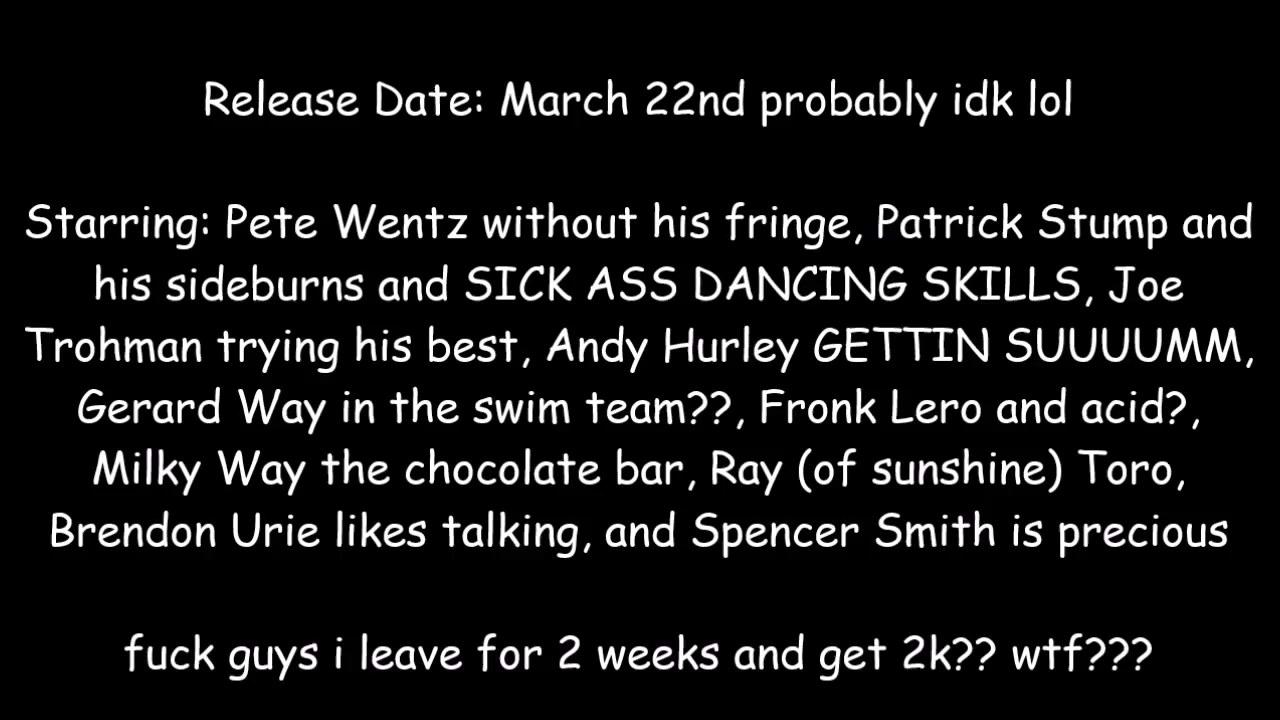 Release Date: March 22nd probably idk lol
Starring: Pete Wentz without his fringe, Patrick Stump and
his sideburns and SICK ASS DANCING SKILLS, Joe
Trohman trying his best, Andy Hurley GETTIN SUUUUMM,
Gerard Way in the swim team??, Fronk Lero and acid?,
Milky Way the chocolate bar, Ray (of sunshine) Toro,
Brendon Urie likes talking, and Spencer Smith is precious
fuck guys i leave for 2 weeks and get 2k?? wtf???